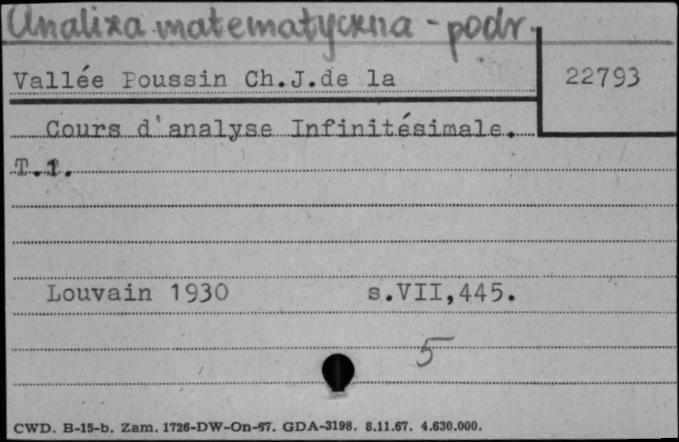 Analiza matematyczna - podr.
Vallée Poussin Ch.J.de la
22793
Cours d'analyse Infinitésimale.
T.1.
Louvain 1930 s.VII,445.
5
CWD. B-15-b. Zam. 1726-DW-On-67. GDA-3198. 8.11.67. 4.630.000.